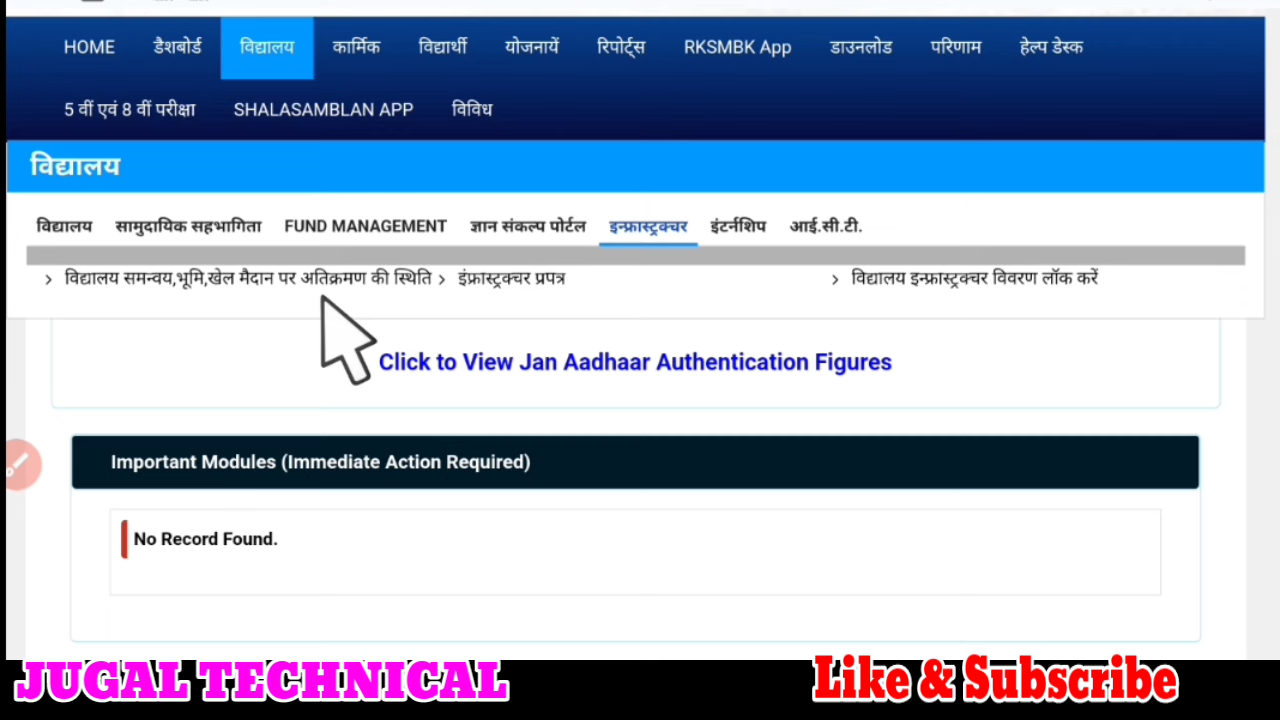 HOME डैशबोर्ड विद्यालय कार्मिक विद्यार्थी योजनायें रिपोर्ट्स RKSMBK App डाउनलोड परिणाम हेल्प डेस्क
5 वीं एवं 8 वीं परीक्षा SHALASAMBLAN APP विविध
विद्यालय
विद्यालय सामुदायिक सहभागिता FUND MANAGEMENT ज्ञान संकल्प पोर्टल इन्फ्रास्ट्रक्चर इंटर्नशिप आई.सी.टी.
› विद्यालय समन्वय,भूमि,खेल मैदान पर अतिक्रमण की स्थिति › इंफ्रास्ट्रक्चर प्रपत्र › विद्यालय इन्फ्रास्ट्रक्चर विवरण लॉक करें
Click to View Jan Aadhaar Authentication Figures
Important Modules (Immediate Action Required)
No Record Found.
JUGAL TECHNICAL Like & Subscribe